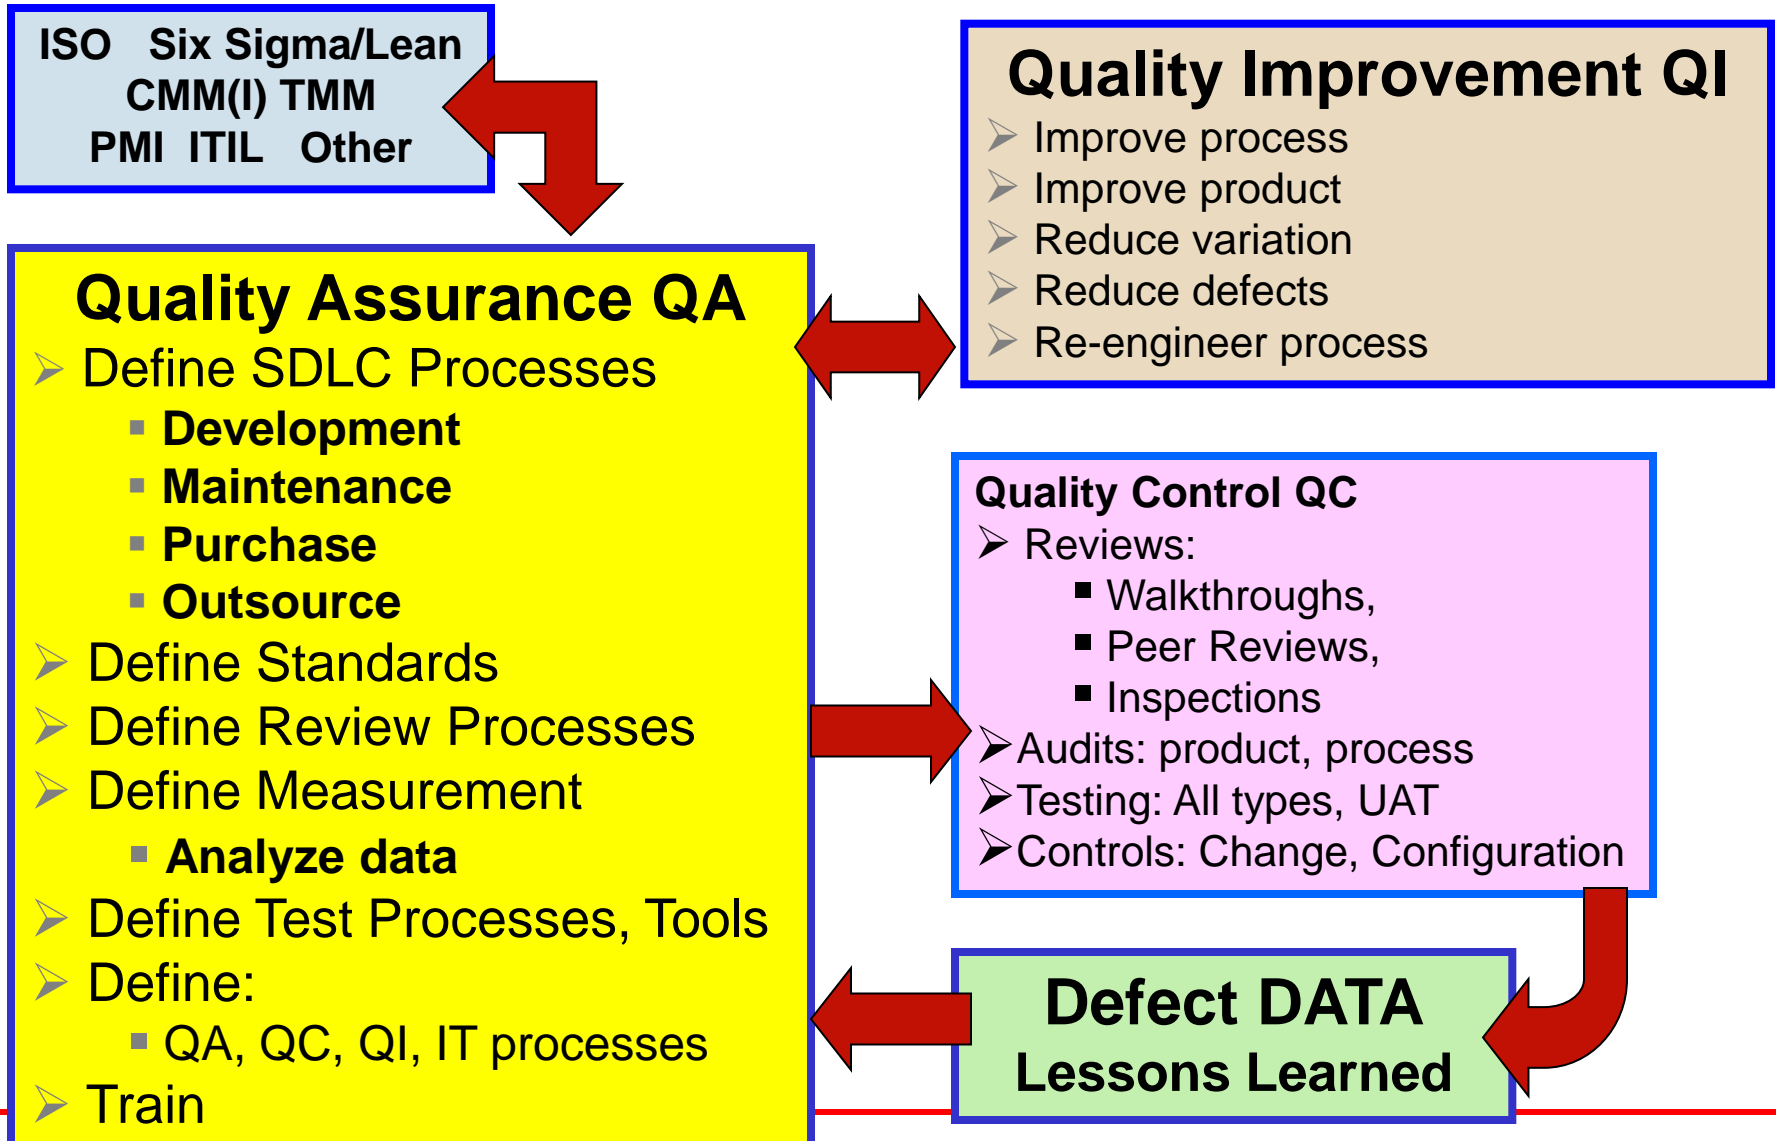 ISO Six Sigma/Lean
CMM(I) TMM
PMI ITIL Other
Quality Improvement QI
Improve process
Improve product
Reduce variation
Reduce defects
Re-engineer process
Quality Assurance QA
Define SDLC Processes
Development
Maintenance
Purchase
Outsource
Define Standards
Define Review Processes
Define Measurement
Analyze data
Define Test Processes, Tools
Define:
QA, QC, QI, IT processes
Train
Quality Control QC
Reviews:
Walkthroughs,
Peer Reviews,
Inspections
Audits: product, process
Testing: All types, UAT
Controls: Change, Configuration
Defect DATA
Lessons Learned